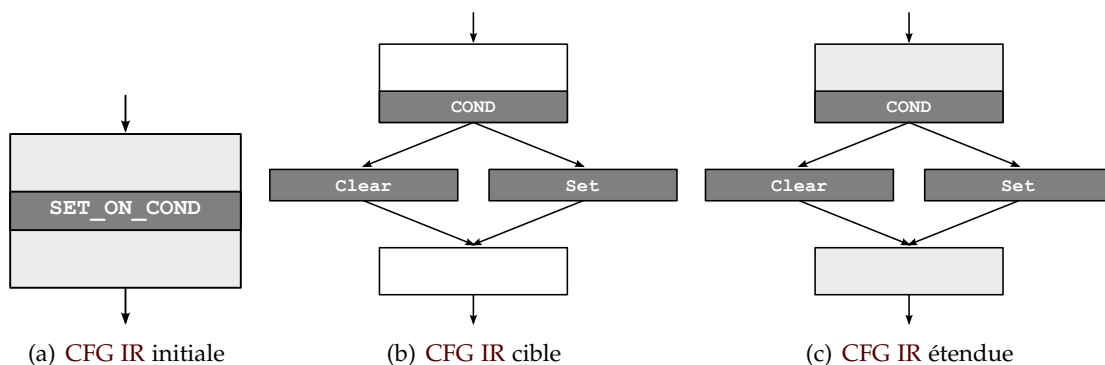 SET_ON_COND
(a) CFG IR initiale
COND
Clear
Set
(b) CFG IR cible
COND
Clear
Set
(c) CFG IR étendue